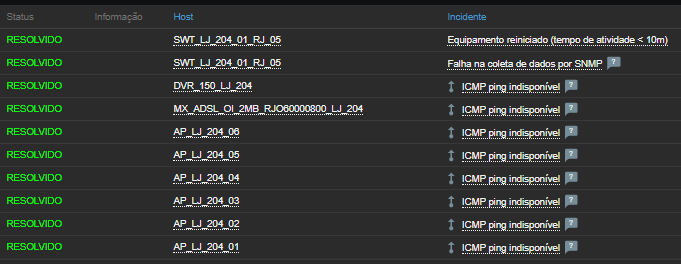 Status Informação Host Incidente
RESOLVIDO SWT_LJ_204_01_RJ_05 Equipamento reiniciado (tempo de atividade < 10m)
RESOLVIDO SWT_LJ_204_01_RJ_05 Falha na coleta de dados por SNMP ?
RESOLVIDO DVR_150_LJ_204 ICMP ping indisponível ?
RESOLVIDO MX_ADSL_OI_2MB_RJO60000800_LJ_204 ICMP ping indisponível ?
RESOLVIDO AP_LJ_204_06 ICMP ping indisponível ?
RESOLVIDO AP_LJ_204_05 ICMP ping indisponível ?
RESOLVIDO AP_LJ_204_04 ICMP ping indisponível ?
RESOLVIDO AP_LJ_204_03 ICMP ping indisponível ?
RESOLVIDO AP_LJ_204_02 ICMP ping indisponível ?
RESOLVIDO AP_LJ_204_01 ICMP ping indisponível ?